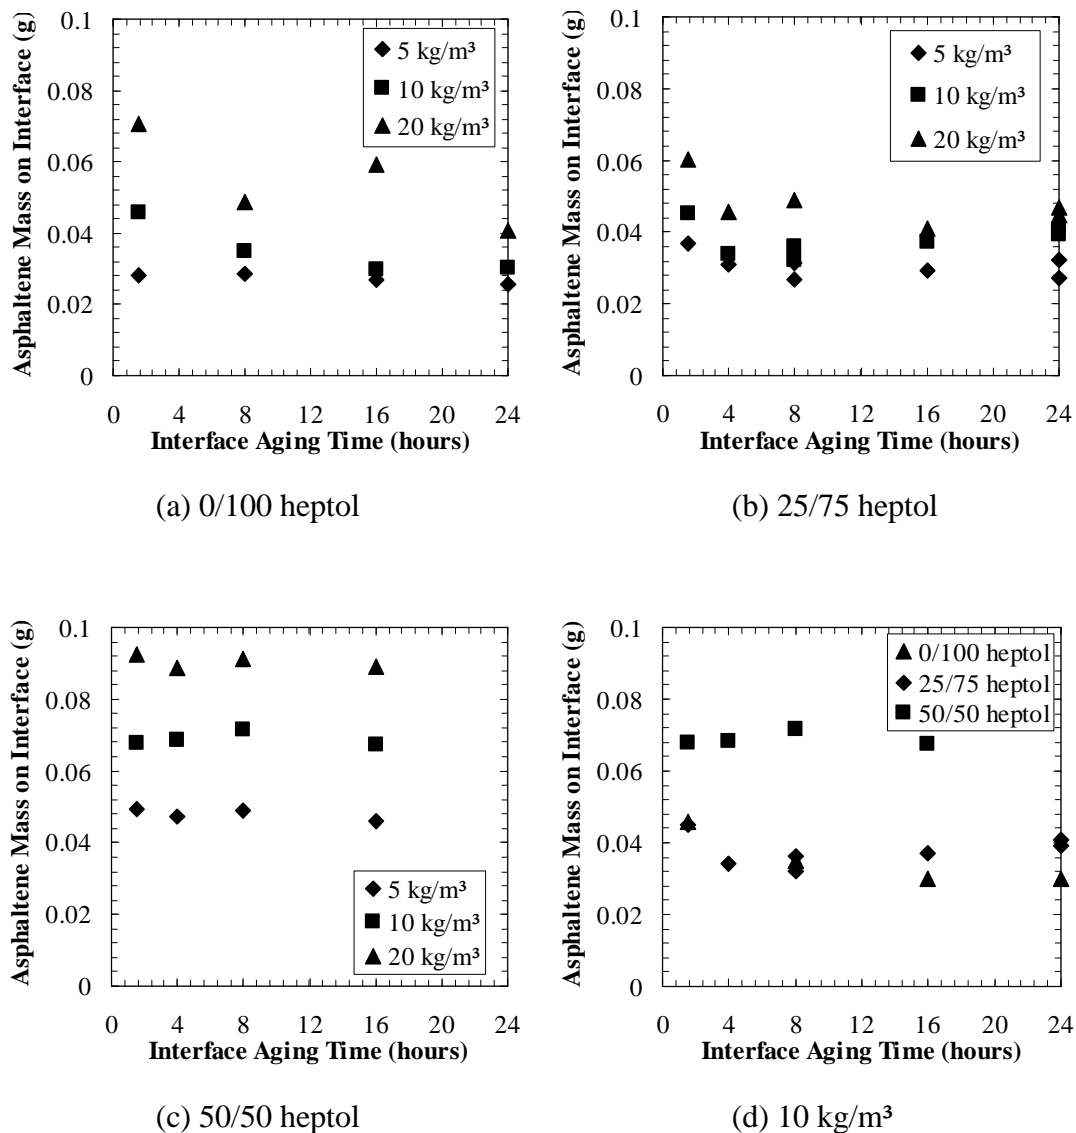 Asphaltene Mass on Interface (g)
0.1
0.08
0.06
0.04
0.02
0
0 4 8 12 16 20 24
Interface Aging Time (hours)
5 kg/m³
10 kg/m³
20 kg/m³
(a) 0/100 heptol
Asphaltene Mass on Interface (g)
0.1
0.08
0.06
0.04
0.02
0
0 4 8 12 16 20 24
Interface Aging Time (hours)
5 kg/m³
10 kg/m³
20 kg/m³
(b) 25/75 heptol
Asphaltene Mass on Interface (g)
0.1
0.08
0.06
0.04
0.02
0
0 4 8 12 16 20 24
Interface Aging Time (hours)
5 kg/m³
10 kg/m³
20 kg/m³
(c) 50/50 heptol
Asphaltene Mass on Interface (g)
0.1
0.08
0.06
0.04
0.02
0
0 4 8 12 16 20 24
Interface Aging Time (hours)
0/100 heptol
25/75 heptol
50/50 heptol
(d) 10 kg/m³